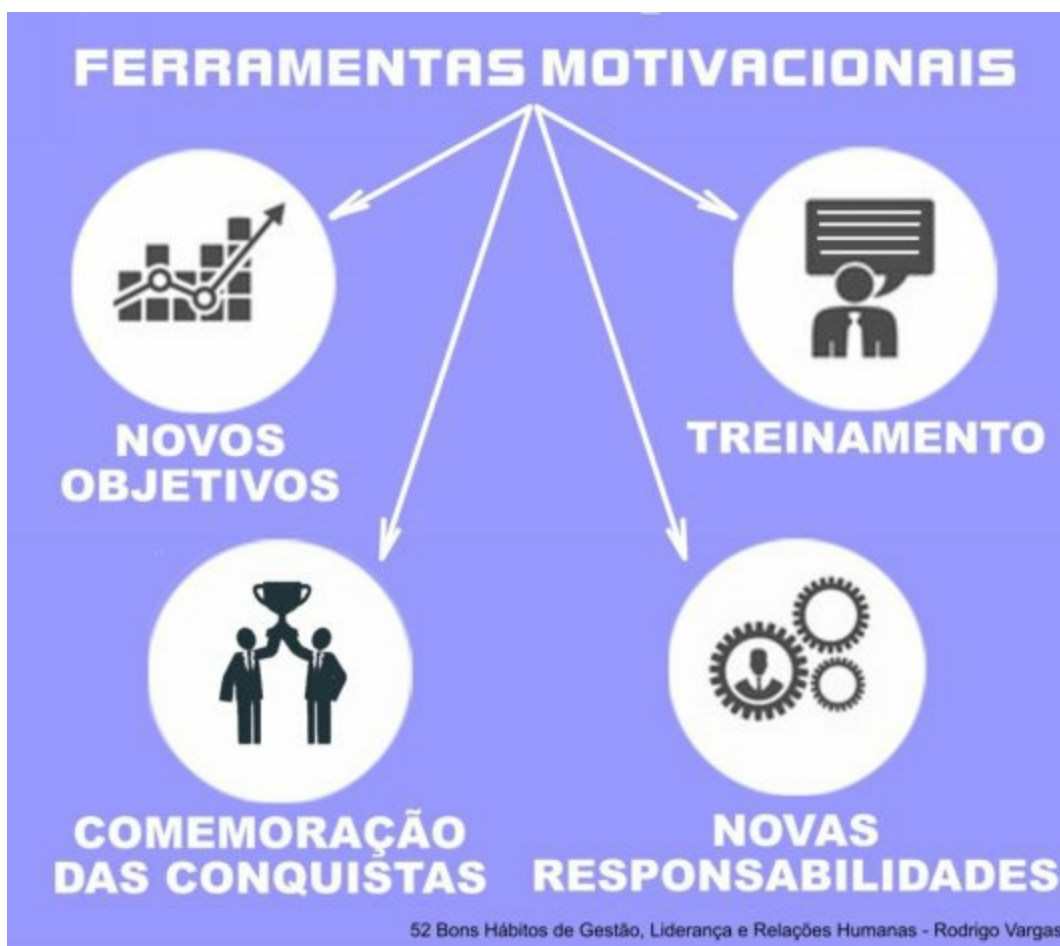 FERRAMENTAS MOTIVACIONAIS
NOVOS
OBJETIVOS
TREINAMENTO
COMEMORAÇÃO
DAS CONQUISTAS
NOVAS
RESPONSABILIDADES
52 Bons Hábitos de Gestão, Liderança e Relações Humanas - Rodrigo Vargas